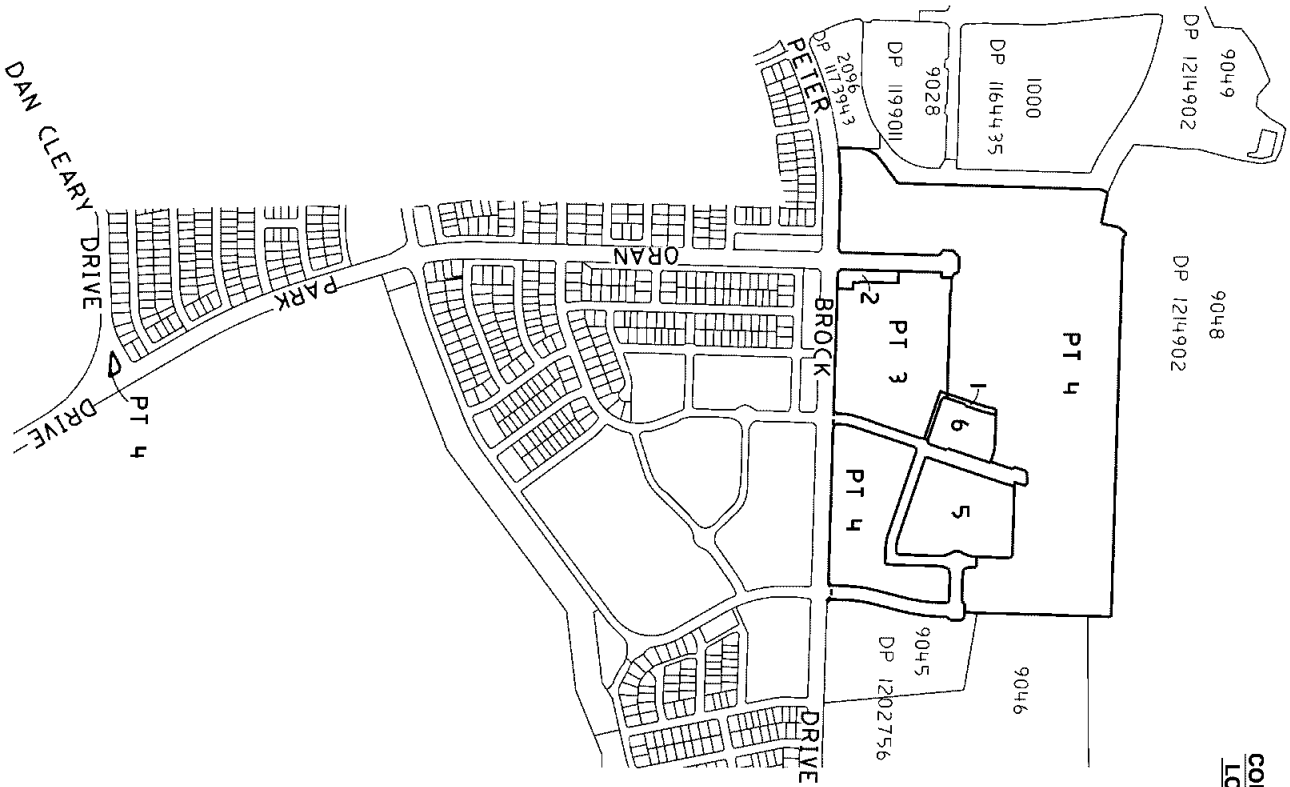 9049
DP 1214902
1000
DP 1164435
9028
DP 1199011
2096
DP 1173943
PETER
BROCK
DRIVE
9048
DP 1214902
PT 4
PT 3
2
1
6
5
PT 4
ORAN
PARK
DRIVE
DAN CLEARY
DRIVE
PT 4
9045
DP 1202756
9046